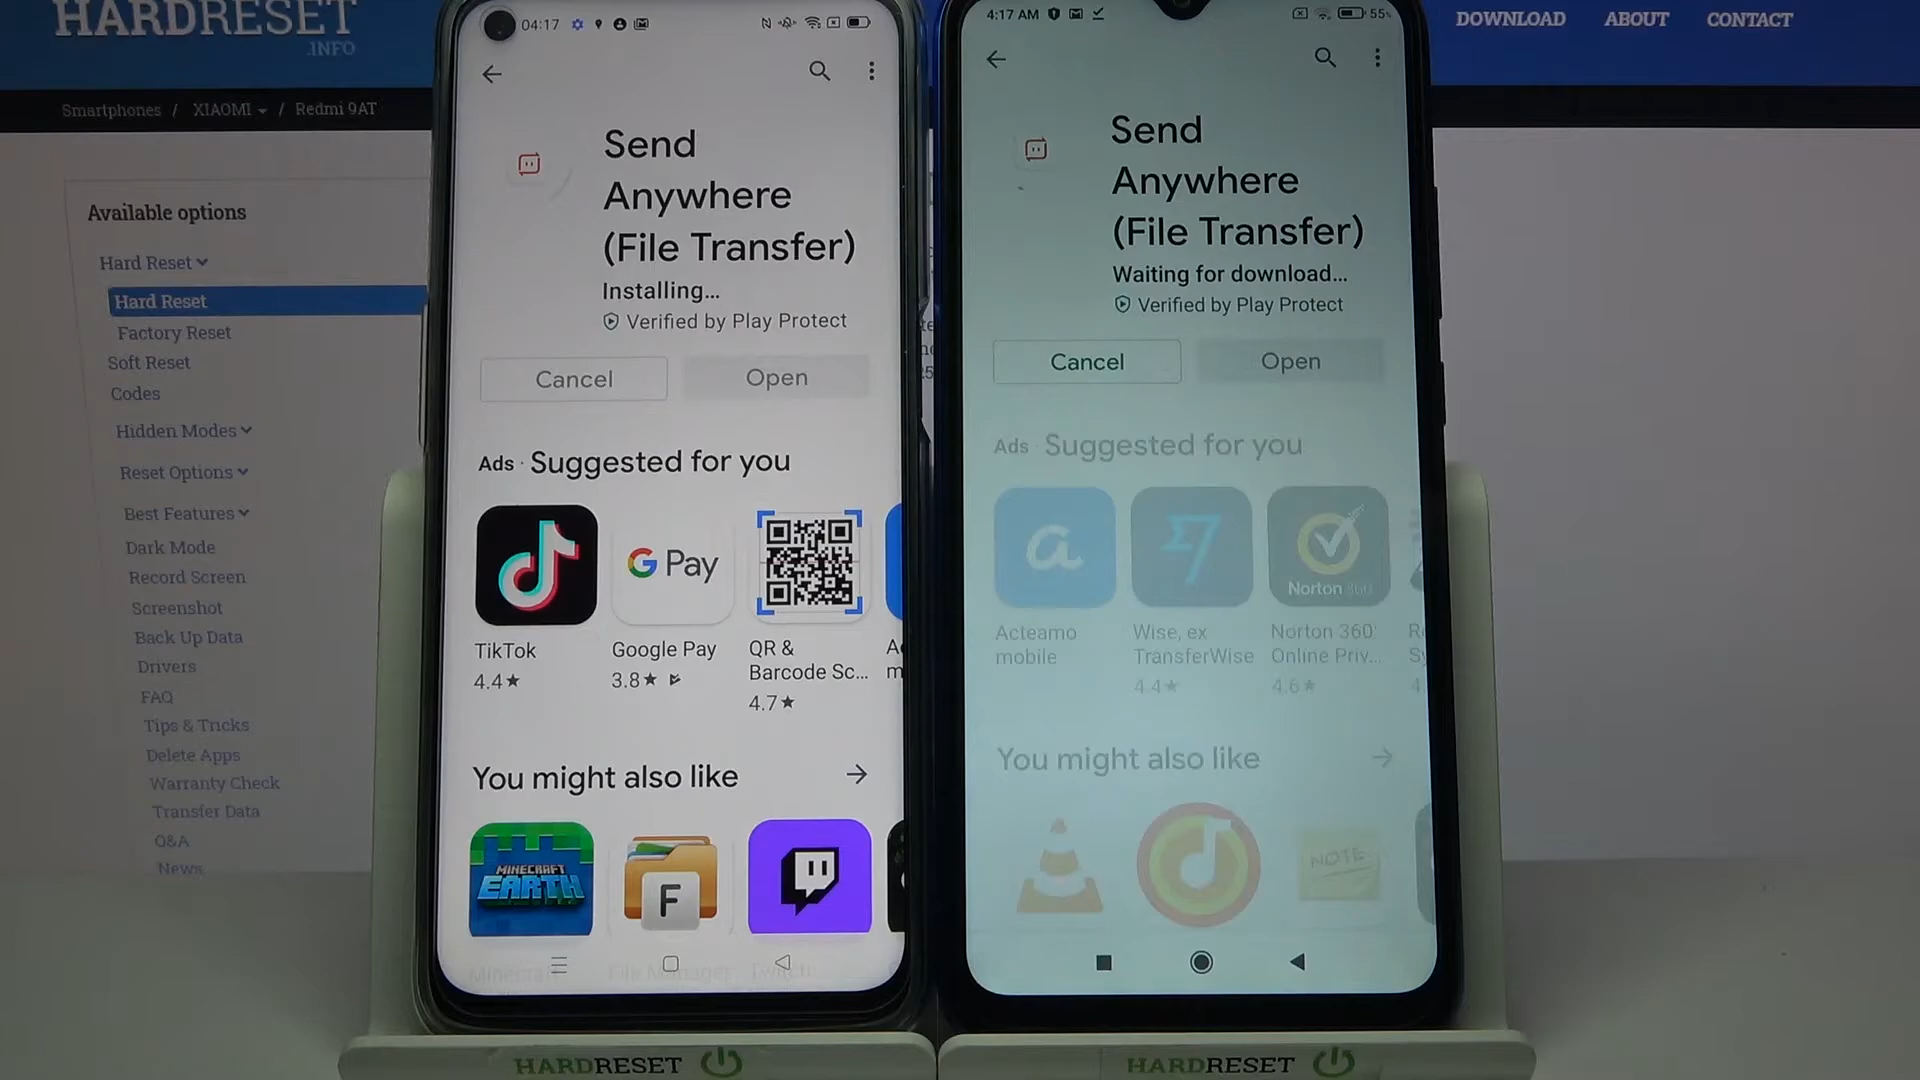 HARDRESET
.INFO
DOWNLOAD ABOUT CONTACT
Smartphones / XIAOMI / Redmi 9AT
Available options
Hard Reset
Hard Reset
Factory Reset
Soft Reset
Codes
Hidden Modes
Reset Options
Best Features
Dark Mode
Record Screen
Screenshot
Back Up Data
Drivers
FAQ
Tips & Tricks
Delete Apps
Warranty Check
Transfer Data
Q&A
News
04:17
Send
Anywhere
(File Transfer)
Installing...
Verified by Play Protect
Cancel Open
Ads · Suggested for you
G Pay
TikTok
4.4★
Google Pay
3.8★
QR &
Barcode Sc...
4.7★
You might also like
MINECRAFT
EARTH
F
Minecraft File Manager Twitch
4:17 AM 55%
Send
Anywhere
(File Transfer)
Waiting for download...
Verified by Play Protect
Cancel Open
Ads · Suggested for you
a
Norton 360
Acteamo
mobile
Wise, ex
TransferWise
4.4★
Norton 360
Online Priv...
4.6★
You might also like
NOTE
HARDRESET
HARDRESET